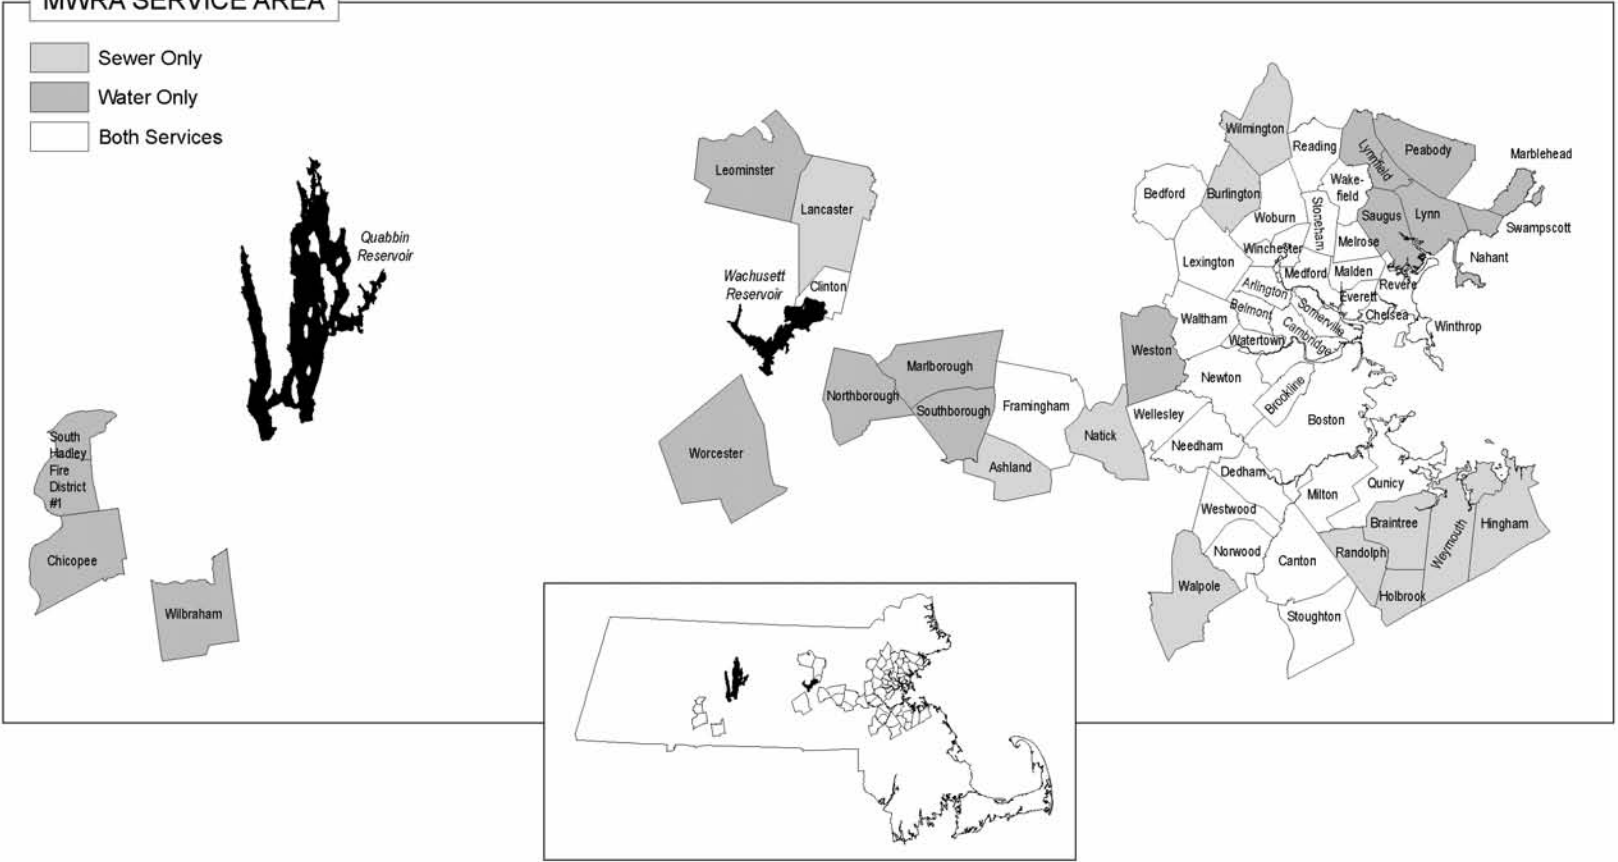 MWRA SERVICE AREA
Sewer Only
Water Only
Both Services
Quabbin
Reservoir
Wachusett
Reservoir
Leominster
Lancaster
Clinton
Worcester
Northborough
Marlborough
Southborough
Framingham
Ashland
Natick
South
Hadley
Fire
District
#1
Chicopee
Wilbraham
Wilmington
Reading
Lynnfield
Peabody
Marblehead
Bedford
Burlington
Wake-
field
Woburn
Stoneham
Saugus
Lynn
Swampscott
Lexington
Winchester
Melrose
Nahant
Medford
Malden
Revere
Arlington
Everett
Waltham
Belmont
Somerville
Chelsea
Winthrop
Watertown
Cambridge
Weston
Newton
Brookline
Wellesley
Boston
Needham
Dedham
Milton
Qunicy
Westwood
Braintree
Weymouth
Hingham
Norwood
Canton
Randolph
Walpole
Holbrook
Stoughton